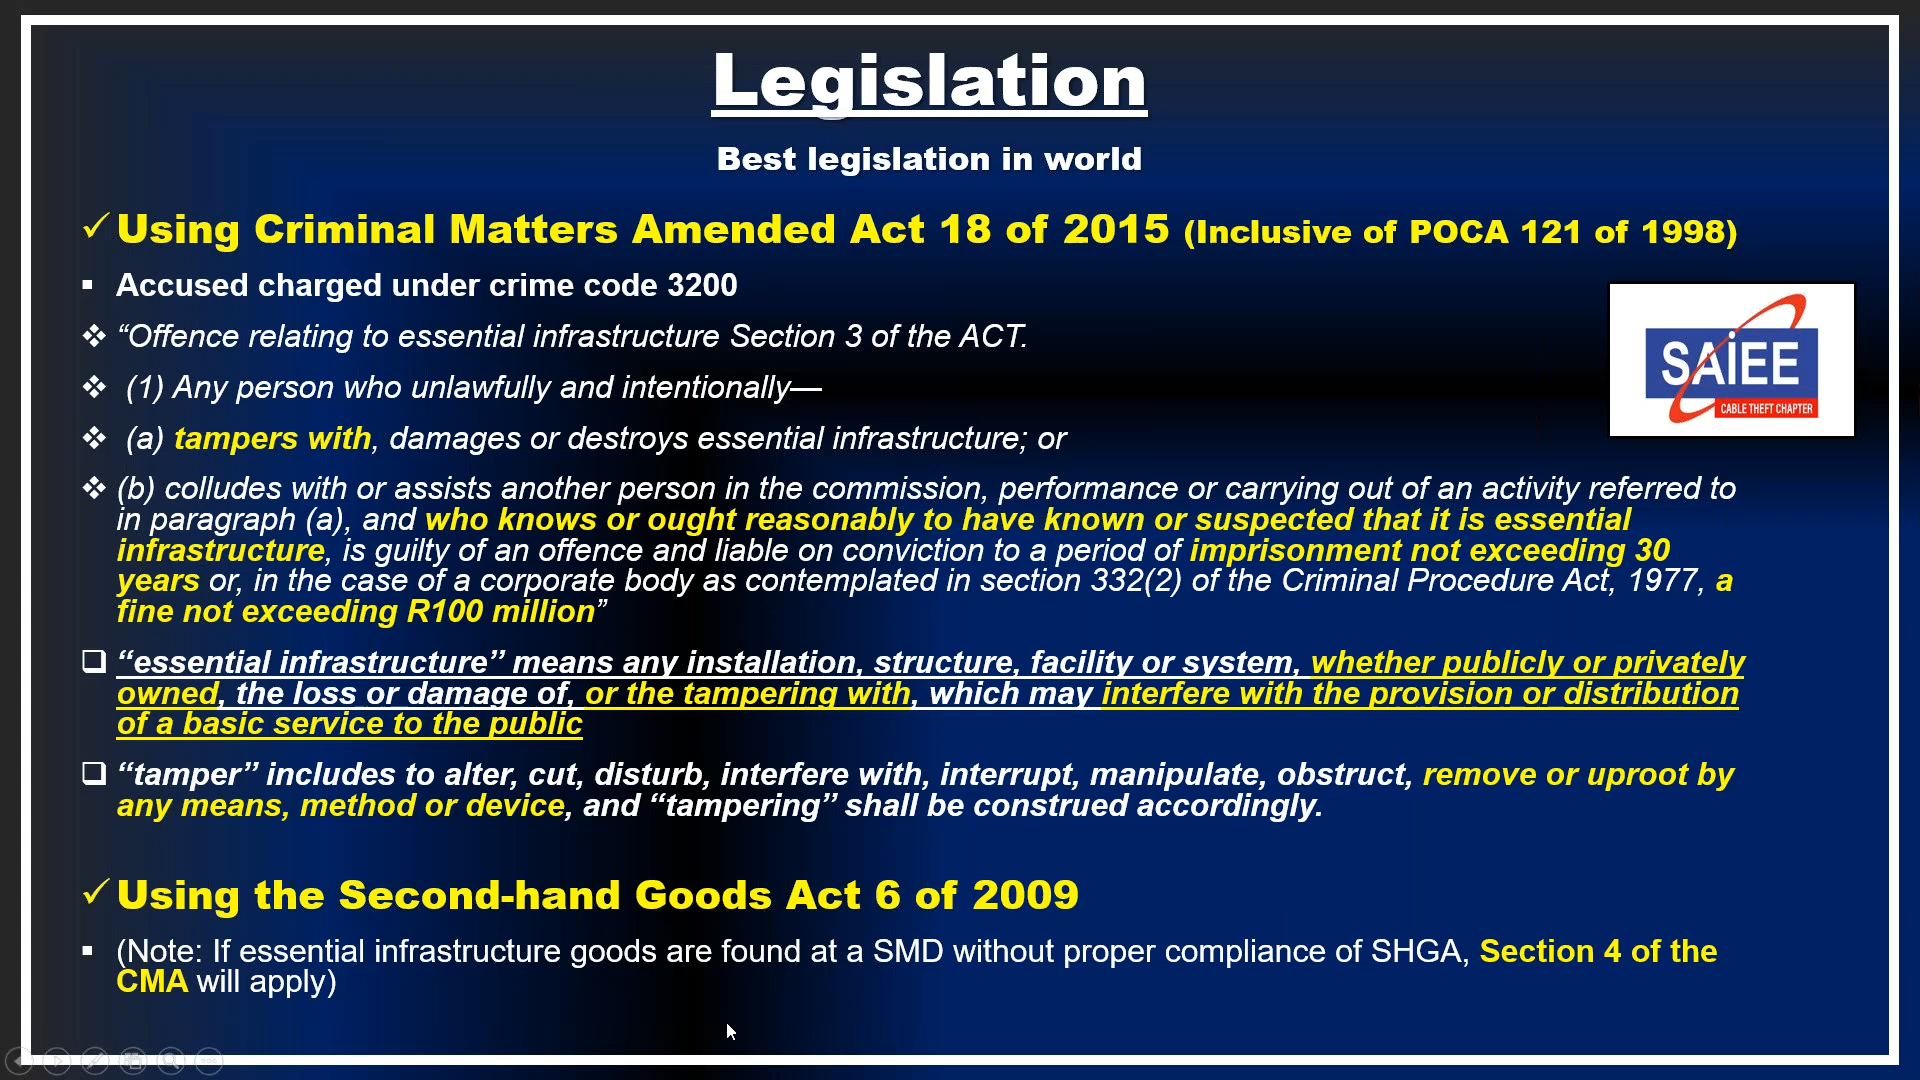 Legislation
Best legislation in world
✓ Using Criminal Matters Amended Act 18 of 2015 (Inclusive of POCA 121 of 1998)
▪ Accused charged under crime code 3200
❖ “Offence relating to essential infrastructure Section 3 of the ACT.
❖ (1) Any person who unlawfully and intentionally—
❖ (a) tampers with, damages or destroys essential infrastructure; or
❖ (b) colludes with or assists another person in the commission, performance or carrying out of an activity referred to
in paragraph (a), and who knows or ought reasonably to have known or suspected that it is essential
infrastructure, is guilty of an offence and liable on conviction to a period of imprisonment not exceeding 30
years or, in the case of a corporate body as contemplated in section 332(2) of the Criminal Procedure Act, 1977, a
fine not exceeding R100 million”
❑ “essential infrastructure” means any installation, structure, facility or system, whether publicly or privately
owned, the loss or damage of, or the tampering with, which may interfere with the provision or distribution
of a basic service to the public
❑ “tamper” includes to alter, cut, disturb, interfere with, interrupt, manipulate, obstruct, remove or uproot by
any means, method or device, and “tampering” shall be construed accordingly.
✓ Using the Second-hand Goods Act 6 of 2009
▪ (Note: If essential infrastructure goods are found at a SMD without proper compliance of SHGA, Section 4 of the
CMA will apply)
SAiEE
CABLE THEFT CHAPTER